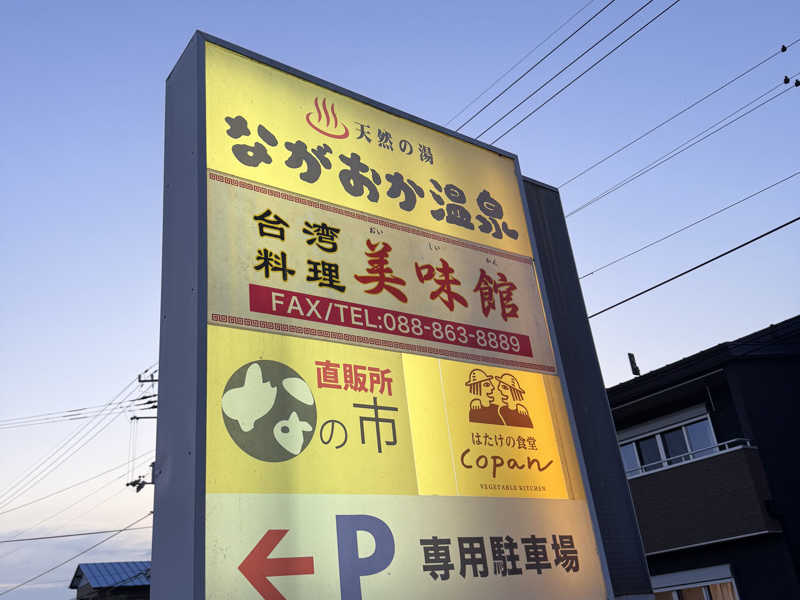 天然の湯
ながおか温泉
台湾料理
おいしいかん
美味館
FAX/TEL:088-863-8889
直販所
なの市
はたけの食堂
Copan
VEGETABLE KITCHEN
P 専用駐車場